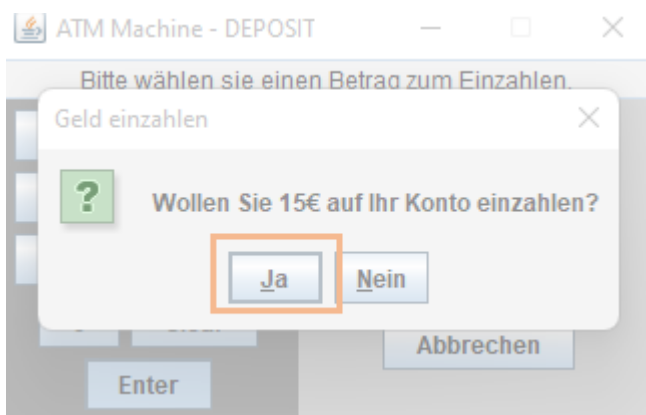 ATM Machine - DEPOSIT
Bitte wählen sie einen Betrag zum Einzahlen.
Geld einzahlen
?
Wollen Sie 15€ auf Ihr Konto einzahlen?
Ja Nein
Abbrechen
Enter